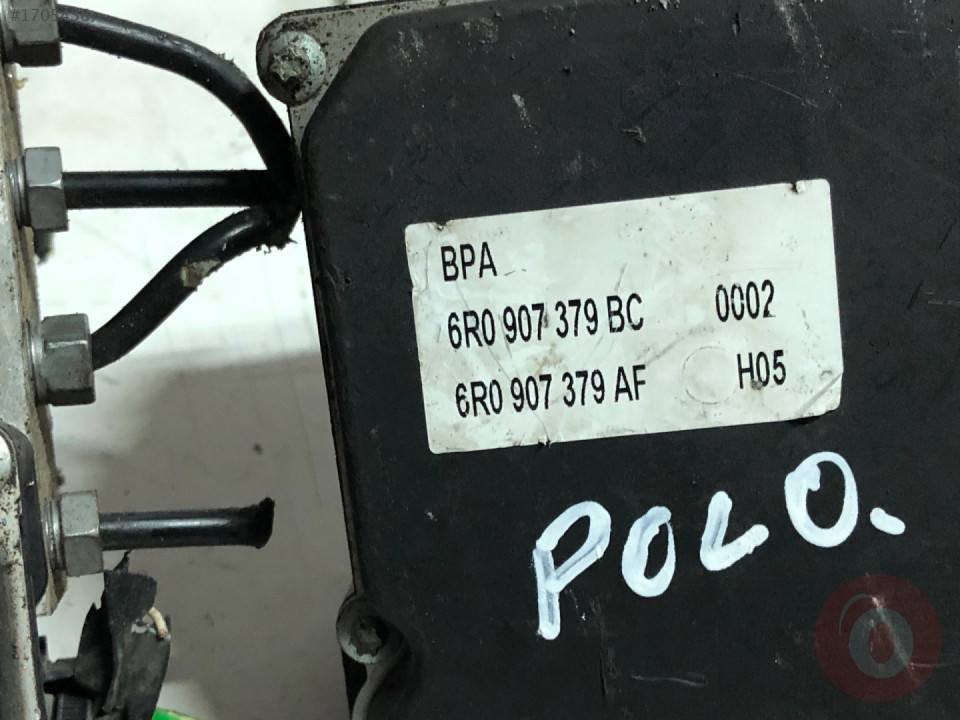 BPA
6R0 907 379 BC 0002
6R0 907 379 AF H05
POLO.